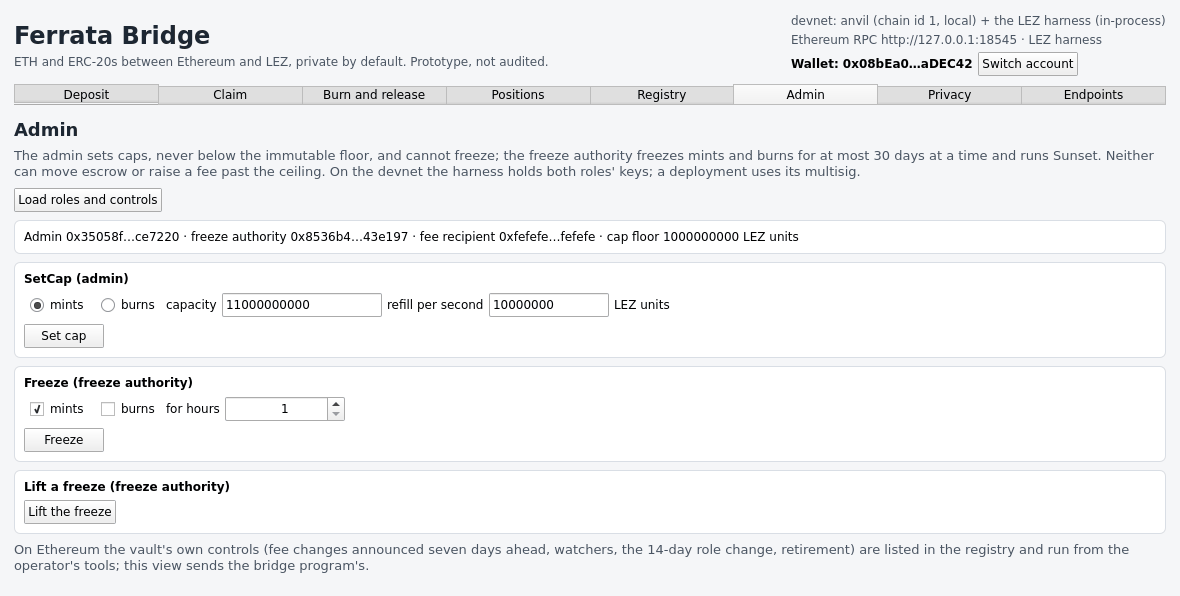 Ferrata Bridge
ETH and ERC-20s between Ethereum and LEZ, private by default. Prototype, not audited.
devnet: anvil (chain id 1, local) + the LEZ harness (in-process)
Ethereum RPC http://127.0.0.1:18545 · LEZ harness
Wallet: 0x08bEa0...aDEC42 Switch account
Deposit Claim Burn and release Positions Registry Admin Privacy Endpoints
Admin
The admin sets caps, never below the immutable floor, and cannot freeze; the freeze authority freezes mints and burns for at most 30 days at a time and runs Sunset. Neither
can move escrow or raise a fee past the ceiling. On the devnet the harness holds both roles' keys; a deployment uses its multisig.
Load roles and controls
Admin 0x35058f...ce7220 · freeze authority 0x8536b4...43e197 · fee recipient 0xfefefe...fefefe · cap floor 1000000000 LEZ units
SetCap (admin)
mints burns capacity 11000000000 refill per second 10000000 LEZ units
Set cap
Freeze (freeze authority)
mints burns for hours 1
Freeze
Lift a freeze (freeze authority)
Lift the freeze
On Ethereum the vault's own controls (fee changes announced seven days ahead, watchers, the 14-day role change, retirement) are listed in the registry and run from the
operator's tools; this view sends the bridge program's.